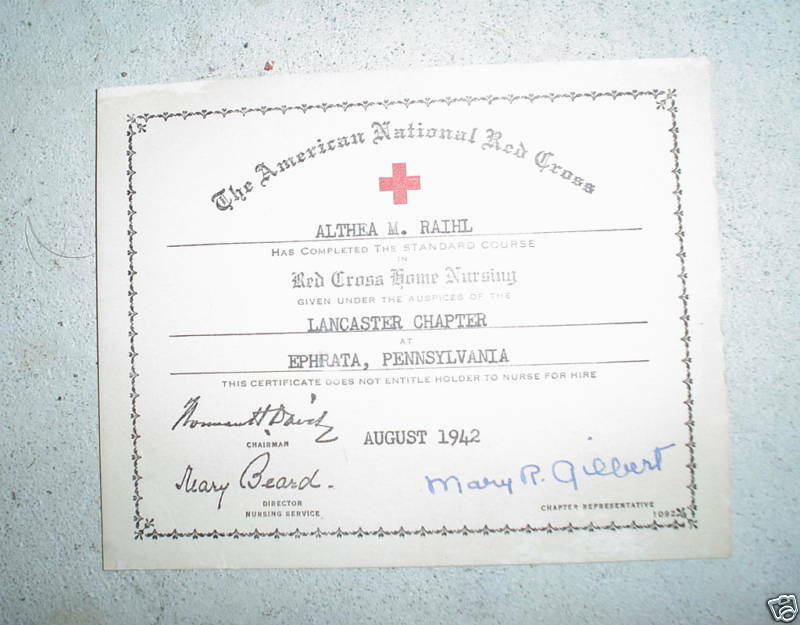 The American National Red Cross
ALTHEA M. RAIHL
HAS COMPLETED THE STANDARD COURSE
IN
Red Cross Home Nursing
GIVEN UNDER THE AUSPICES OF THE
LANCASTER CHAPTER
AT
EPHRATA, PENNSYLVANIA
THIS CERTIFICATE DOES NOT ENTITLE HOLDER TO NURSE FOR HIRE
Norman H Davis
CHAIRMAN
AUGUST 1942
Mary Beard.
DIRECTOR
NURSING SERVICE
Mary R. Gilbert
CHAPTER REPRESENTATIVE